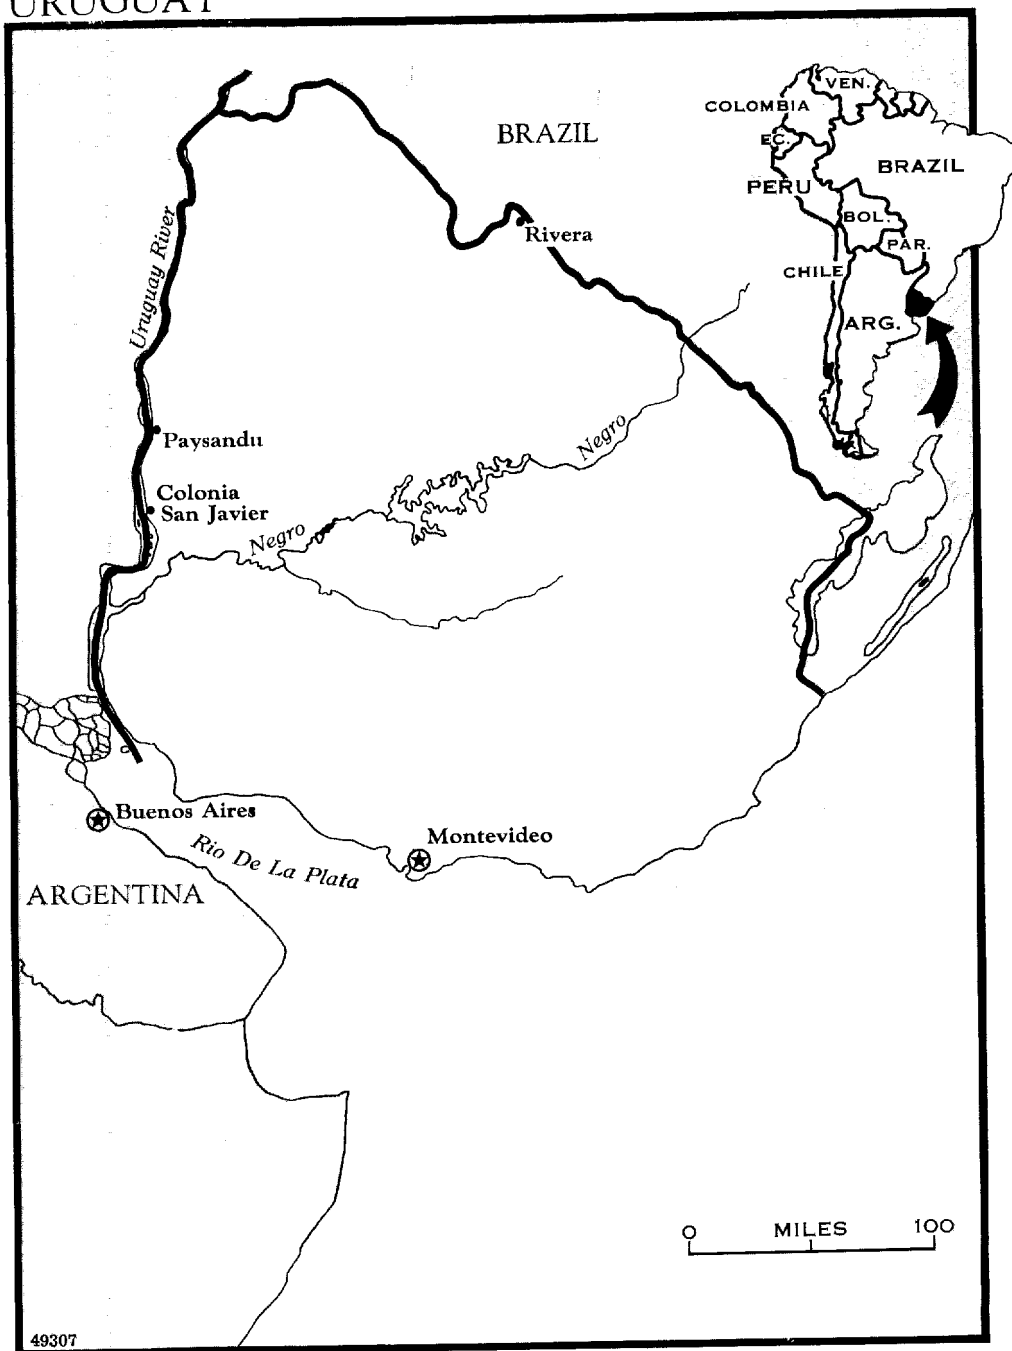 URUGUAY
VEN.
COLOMBIA
EC.
BRAZIL
BRAZIL
PERU
BOL.
PAR.
CHILE
ARG.
Rivera
Uruguay River
Paysandu
Negro
Colonia
San Javier
Negro
Buenos Aires
Montevideo
Rio De La Plata
ARGENTINA
0 MILES 100
49307